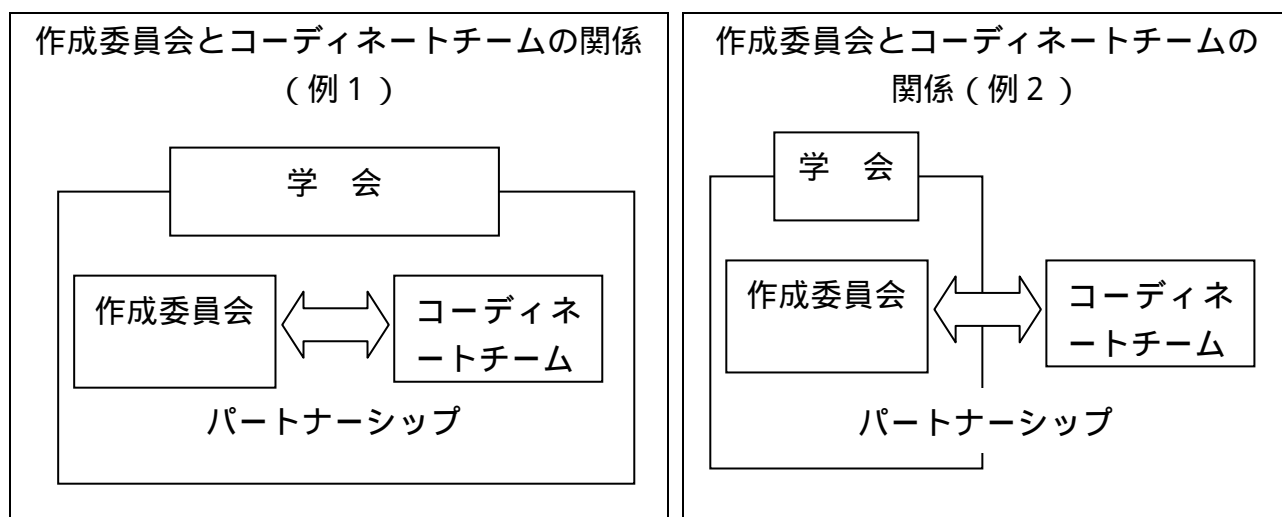 作成委員会とコーディネートチームの関係
(例1)
学 会
作成委員会
コーディネ
ートチーム
パートナーシップ
作成委員会とコーディネートチームの
関係(例2)
学 会
作成委員会
コーディネ
ートチーム
パートナーシップ